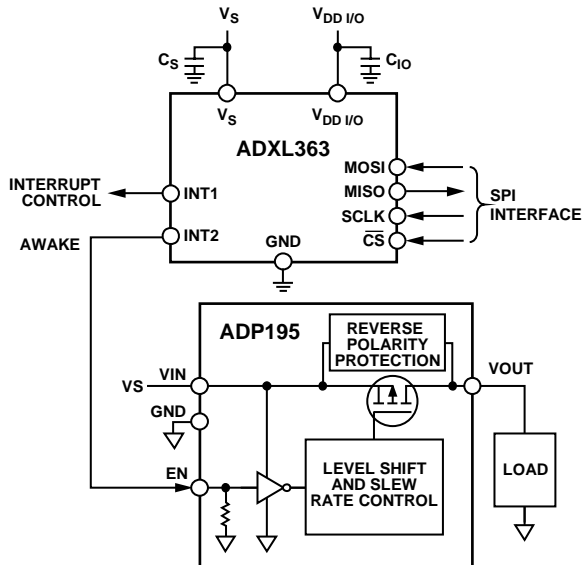 VS
VDD I/O
CS
CIO
VS
VDD I/O
ADXL363
MOSI
MISO
SCLK
CS
SPI
INTERFACE
INTERRUPT
CONTROL
INT1
AWAKE
INT2
GND
ADP195
REVERSE
POLARITY
PROTECTION
VOUT
VIN
VS
GND
EN
LEVEL SHIFT
AND SLEW
RATE CONTROL
LOAD